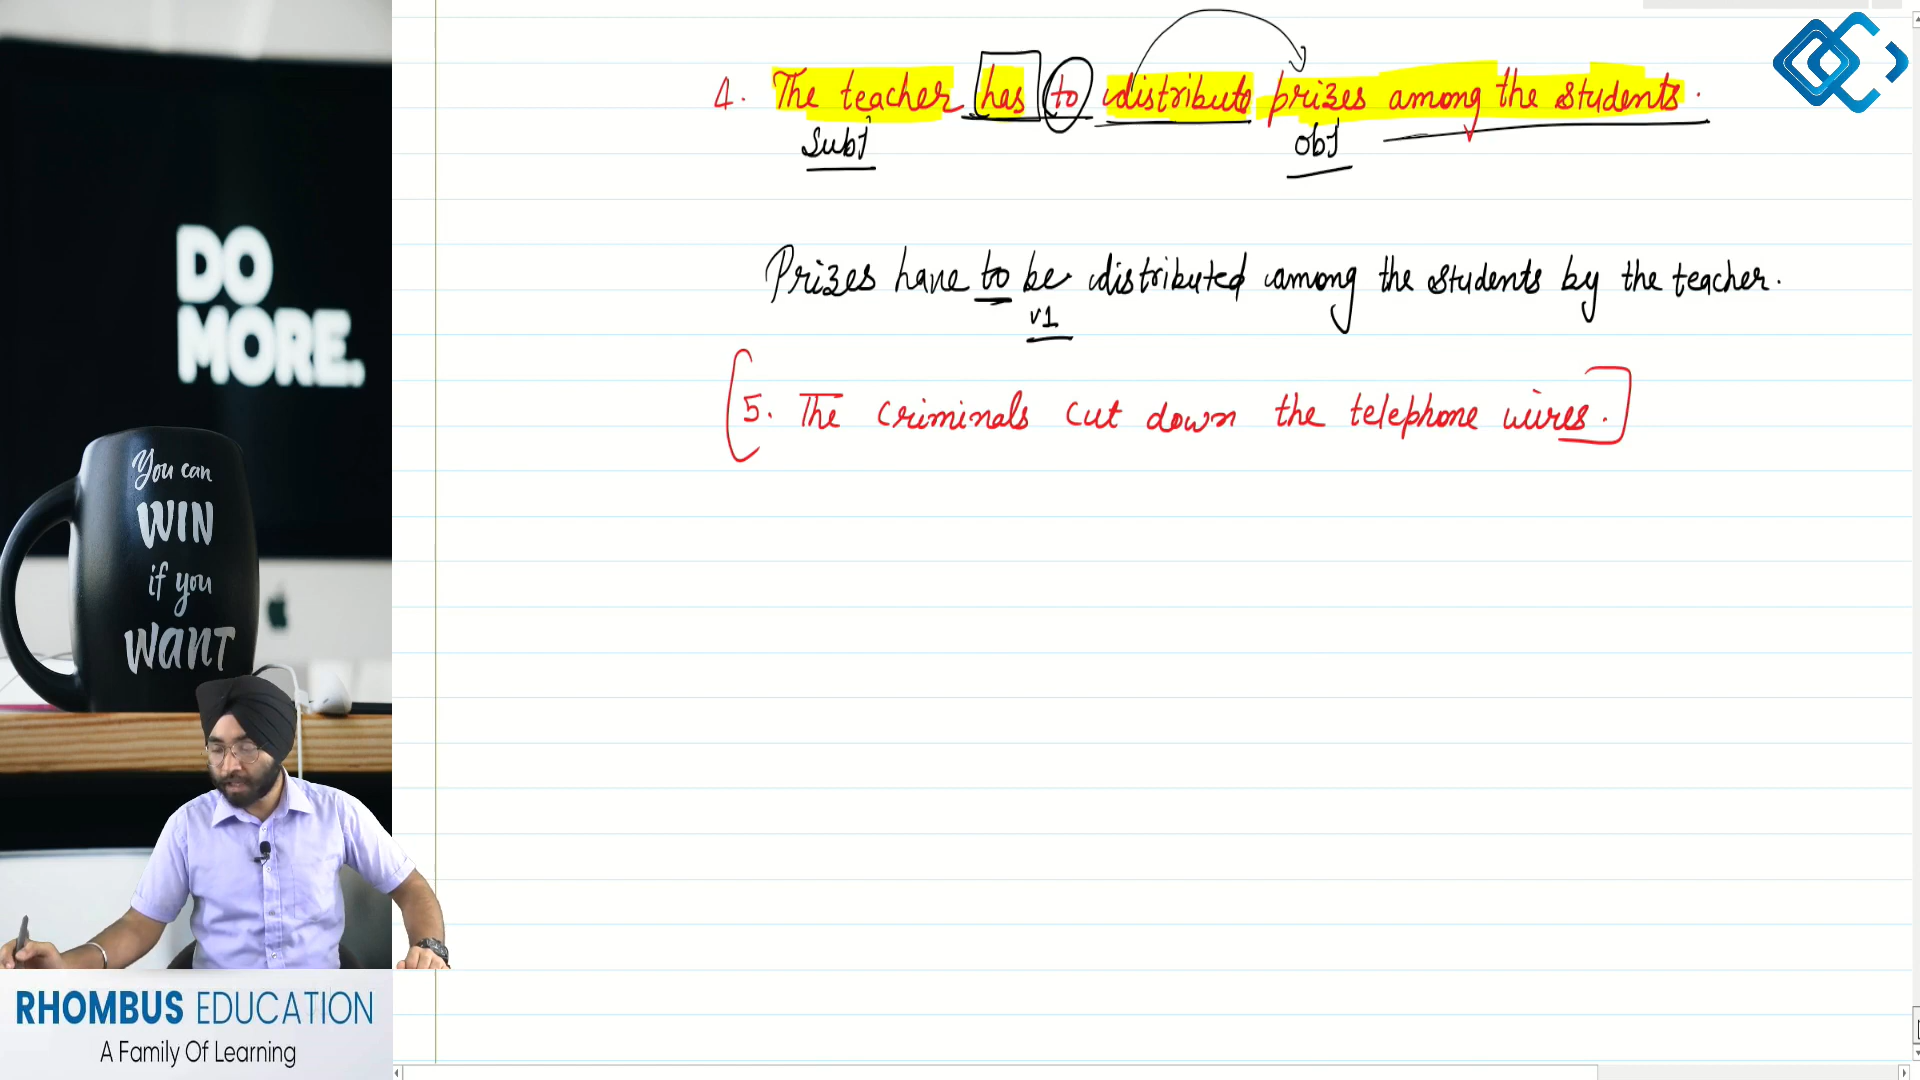 DO
MORE.
You can
WIN
if you
WANT
RHOMBUS EDUCATION
A Family Of Learning
4. The teacher has to distribute prizes among the students.
Subj
Obj
Prizes have to be distributed among the students by the teacher.
v1
5. The criminals cut down the telephone wires.